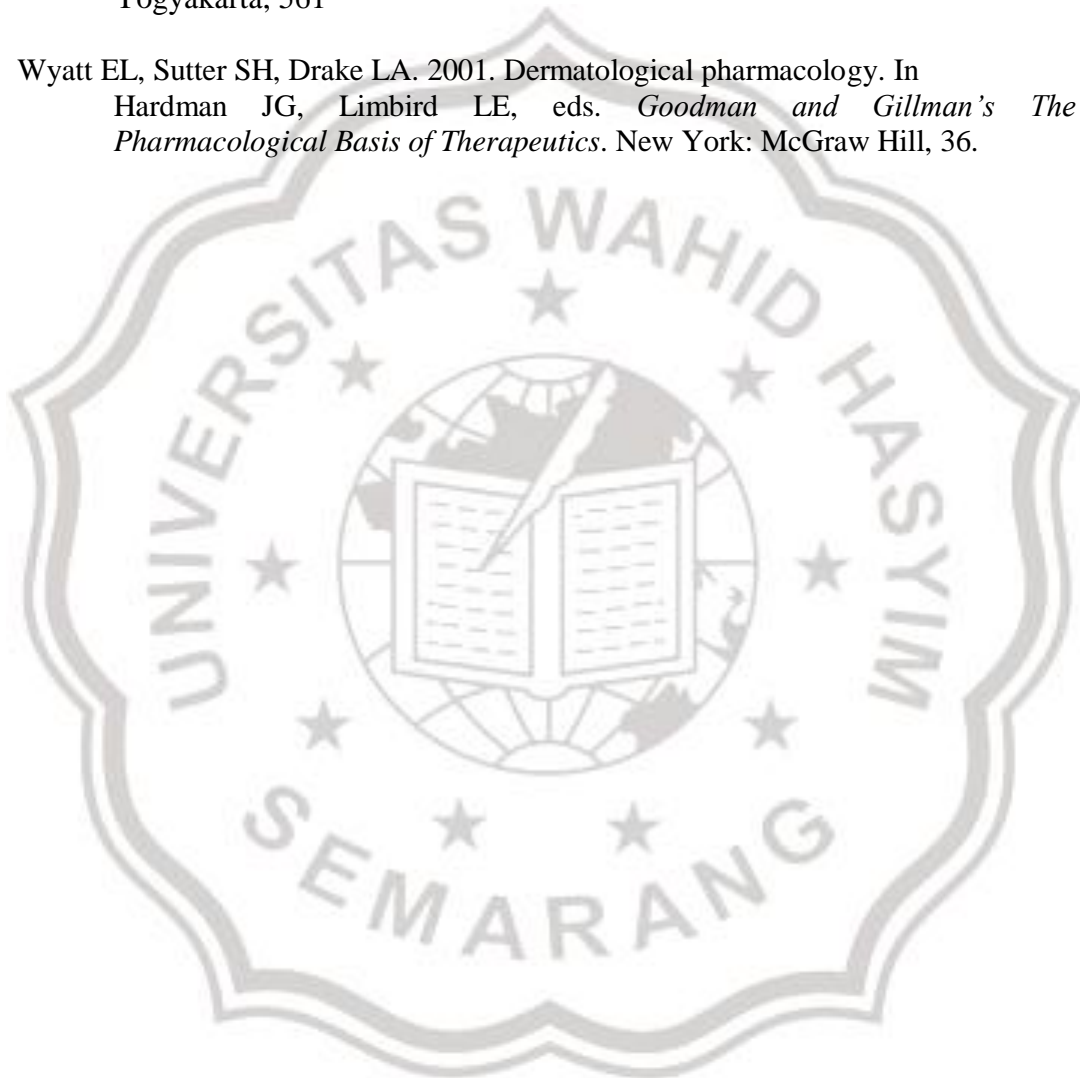 Yogyakarta, 561
Wyatt EL, Sutter SH, Drake LA. 2001. Dermatological pharmacology. In
Hardman JG, Limbird LE, eds. Goodman and Gillman’s The
Pharmacological Basis of Therapeutics. New York: McGraw Hill, 36.
UNIVERSITAS WAHID HASYIM
SEMARANG